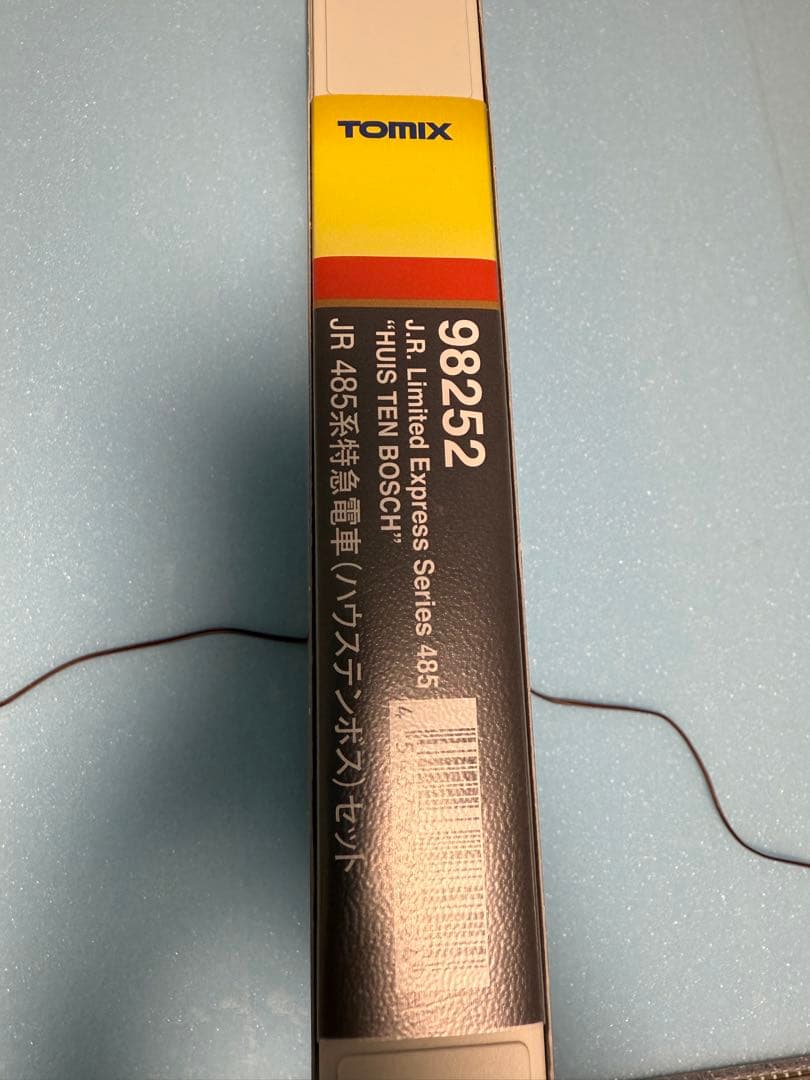 TOMIX
98252
J.R. Limited Express Series 485
“HUIS TEN BOSCH”
JR 485系特急電車(ハウステンボス)セット